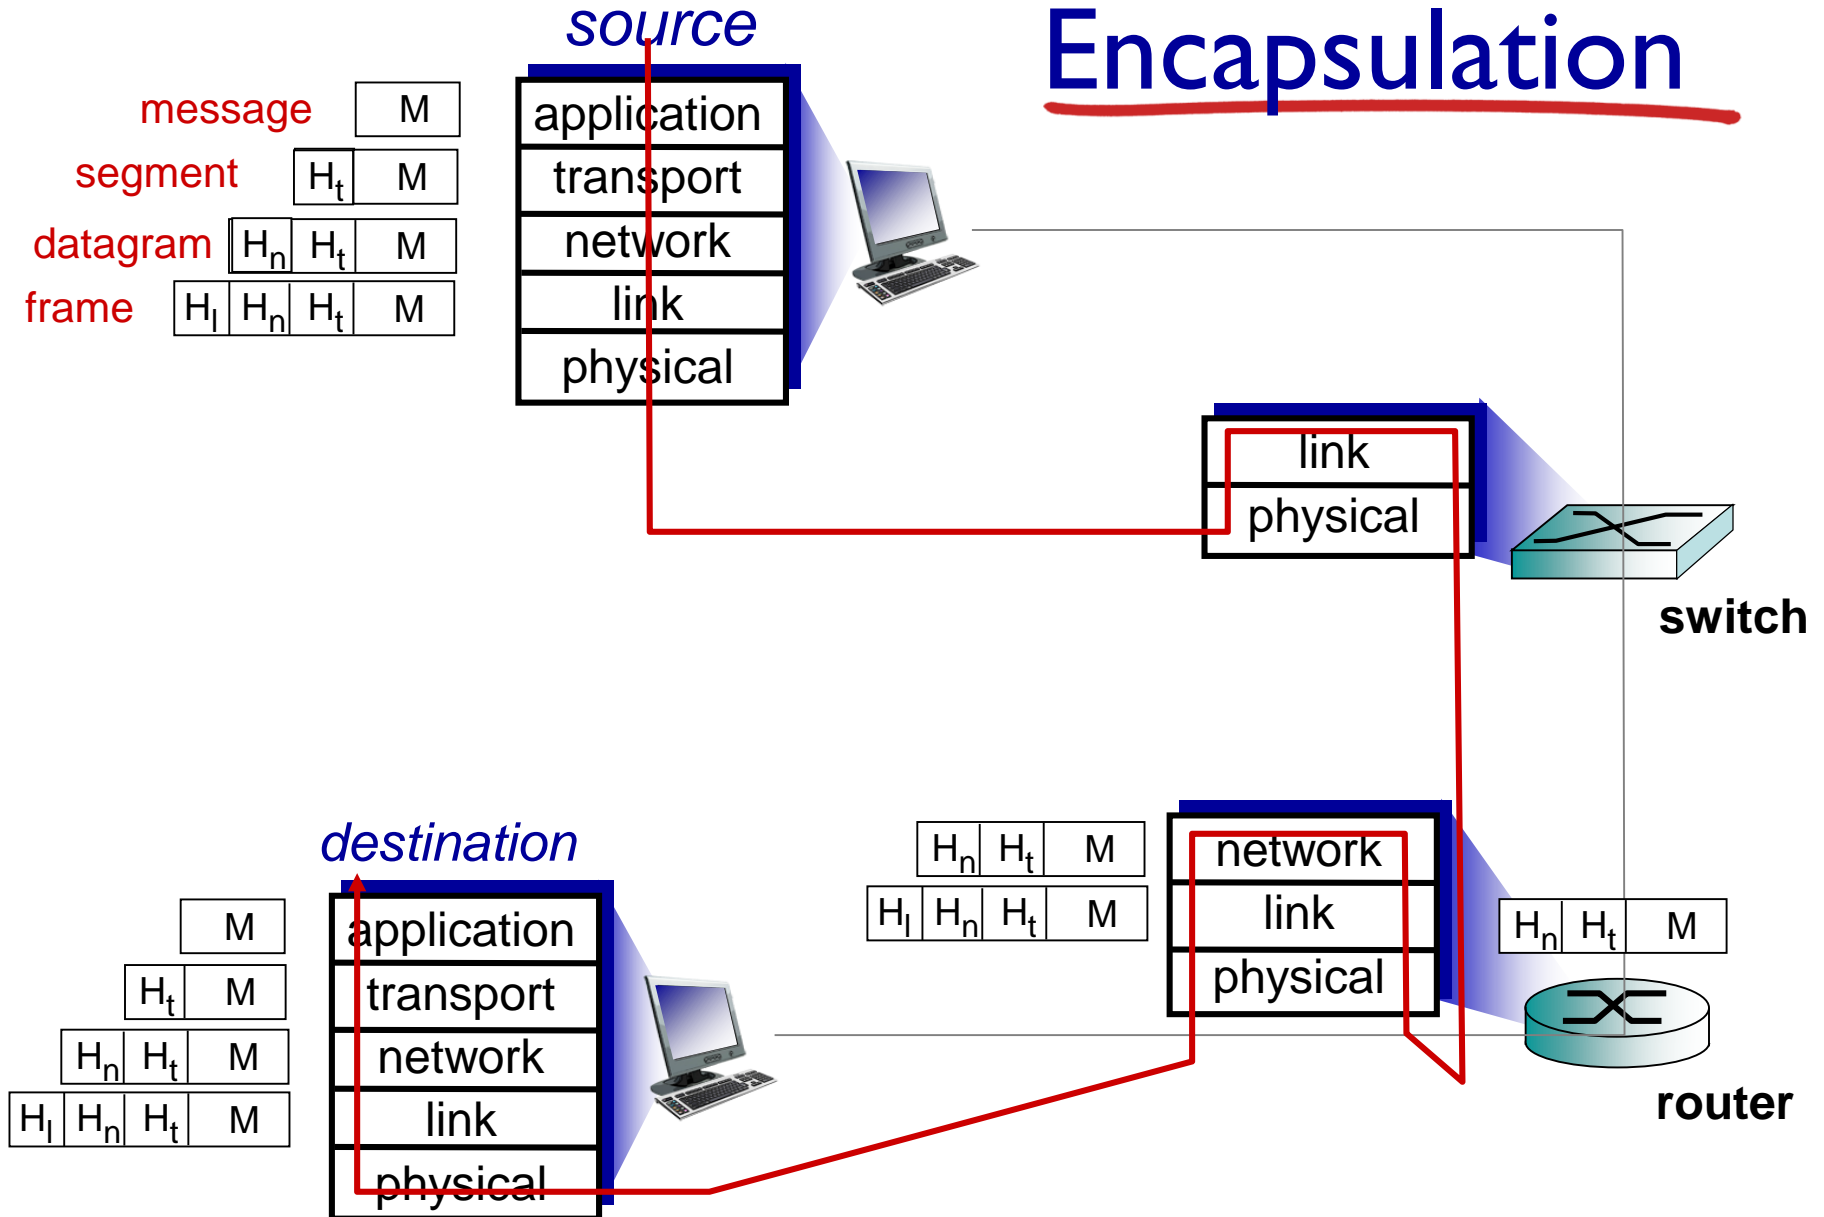 source
Encapsulation
message M
segment Ht M
datagram Hn Ht M
frame Hl Hn Ht M
application
transport
network
link
physical
link
physical
switch
destination
M
Ht M
Hn Ht M
Hl Hn Ht M
application
transport
network
link
physical
Hn Ht M
Hl Hn Ht M
network
link
physical
Hn Ht M
router